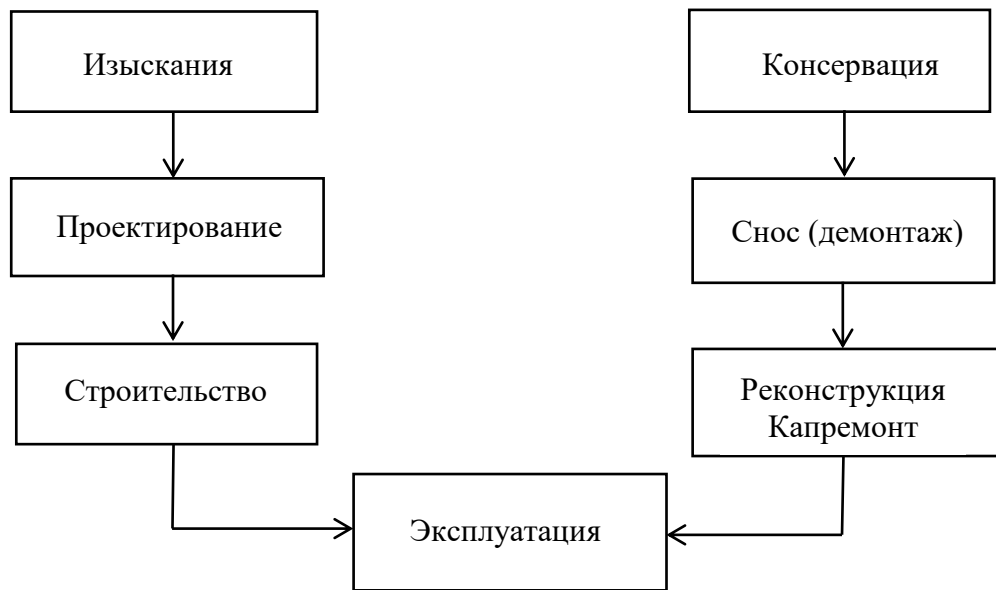 Изыскания
Консервация
Проектирование
Снос (демонтаж)
Строительство
Реконструкция
Капремонт
Эксплуатация